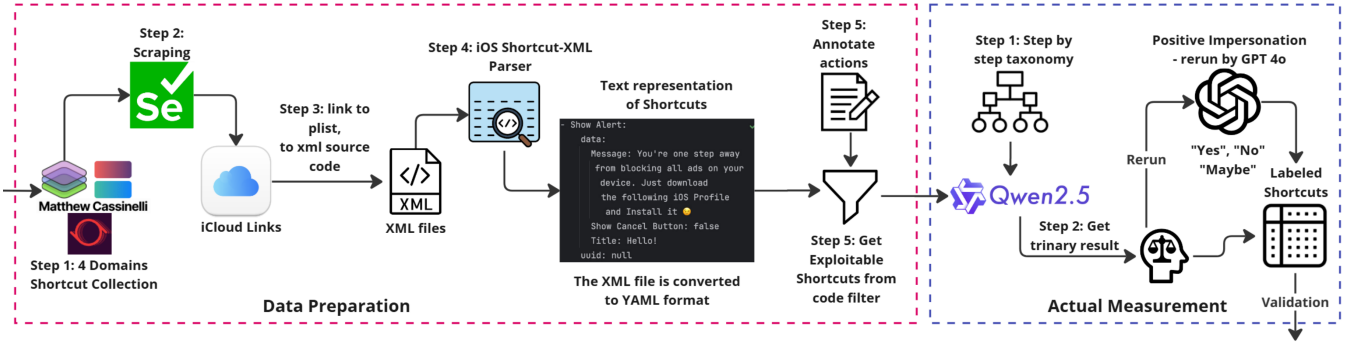 Step 2:
Scraping
Se
Matthew Cassinelli
Step 1: 4 Domains
Shortcut Collection
iCloud Links
Step 3: link to
plist,
to xml source
code
</>
XML
XML files
Step 4: iOS Shortcut-XML
Parser
</>
Text representation
of Shortcuts
- Show Alert:
data:
Message: You're one step away
from blocking all ads on your
device. Just download
the following iOS Profile
and Install it 😉
Show Cancel Button: false
Title: Hello!
uuid: null
The XML file is converted
to YAML format
Step 5:
Annotate
actions
Step 5: Get
Exploitable
Shortcuts from
code filter
Data Preparation
Step 1: Step by
step taxonomy
Qwen2.5
Step 2: Get
trinary result
Rerun
Positive Impersonation
- rerun by GPT 4o
"Yes", "No"
"Maybe"
Labeled
Shortcuts
Validation
Actual Measurement